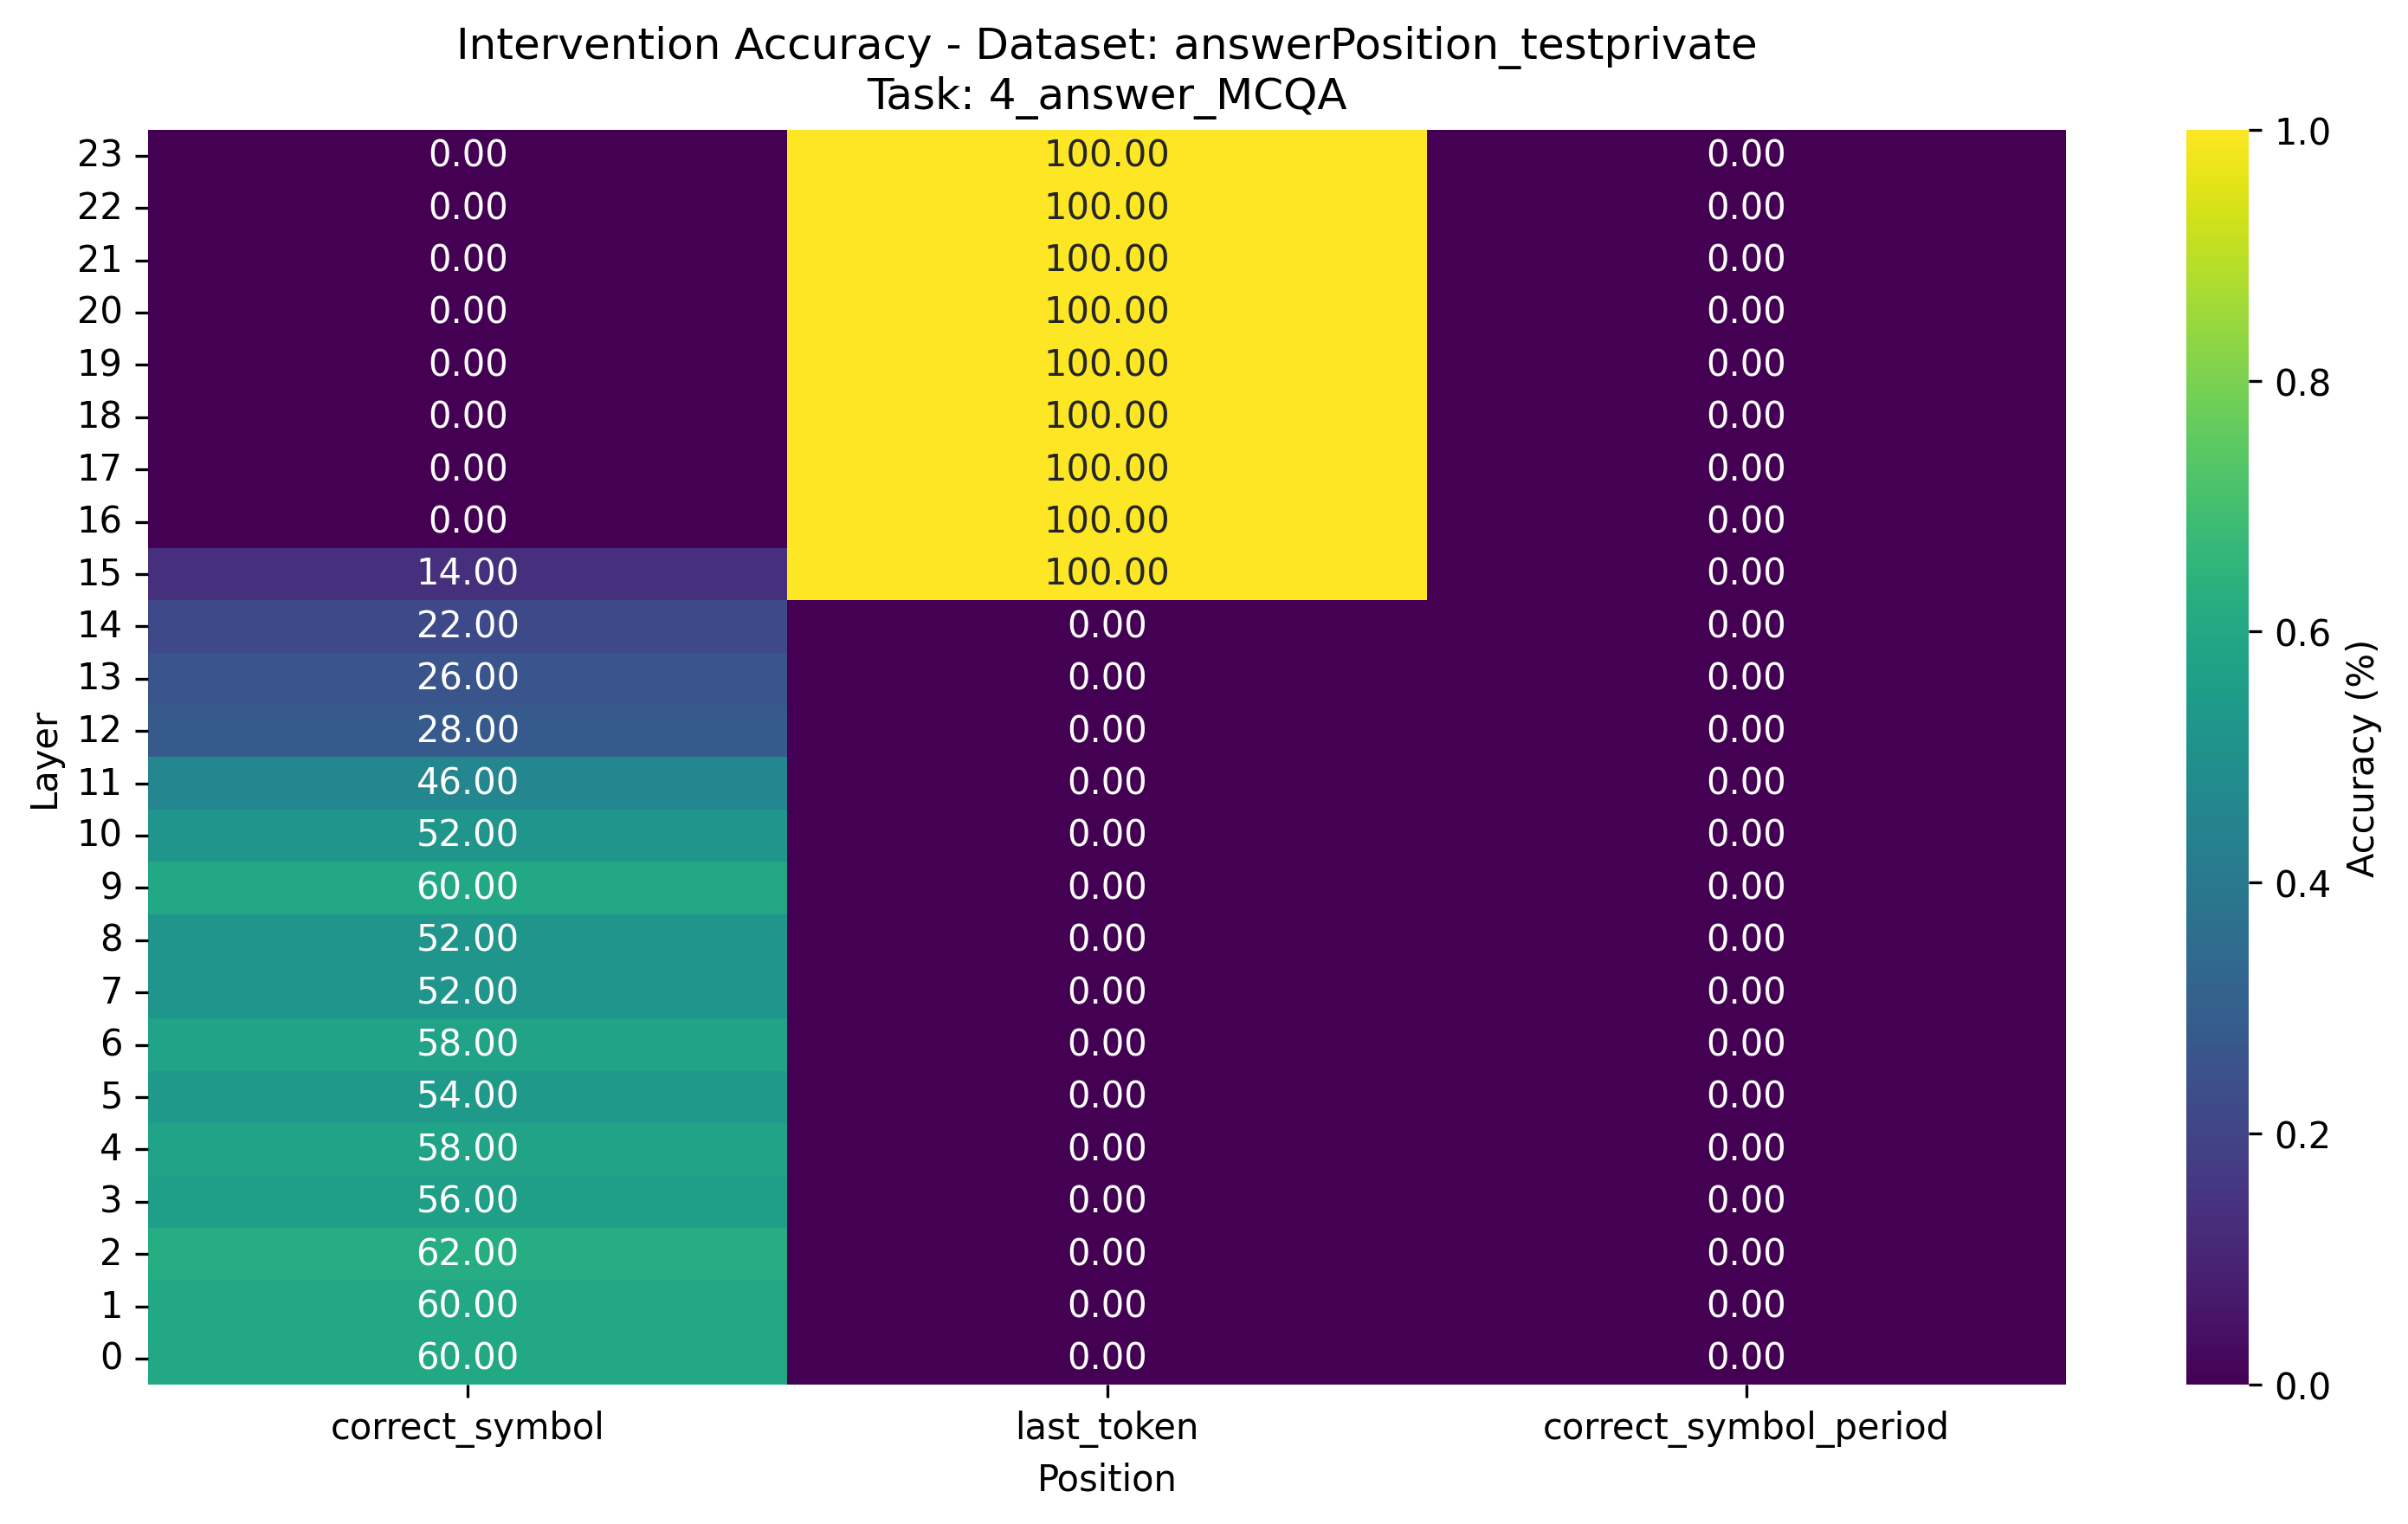 Intervention Accuracy - Dataset: answerPosition_testprivate
Task: 4_answer_MCQA
23 0.00 100.00 0.00
22 0.00 100.00 0.00
21 0.00 100.00 0.00
20 0.00 100.00 0.00
19 0.00 100.00 0.00
18 0.00 100.00 0.00
17 0.00 100.00 0.00
16 0.00 100.00 0.00
15 14.00 100.00 0.00
14 22.00 0.00 0.00
13 26.00 0.00 0.00
12 28.00 0.00 0.00
11 46.00 0.00 0.00
10 52.00 0.00 0.00
9 60.00 0.00 0.00
8 52.00 0.00 0.00
7 52.00 0.00 0.00
6 58.00 0.00 0.00
5 54.00 0.00 0.00
4 58.00 0.00 0.00
3 56.00 0.00 0.00
2 62.00 0.00 0.00
1 60.00 0.00 0.00
0 60.00 0.00 0.00
Layer
correct_symbol last_token correct_symbol_period
Position
1.0
0.8
0.6
0.4
0.2
0.0
Accuracy (%)